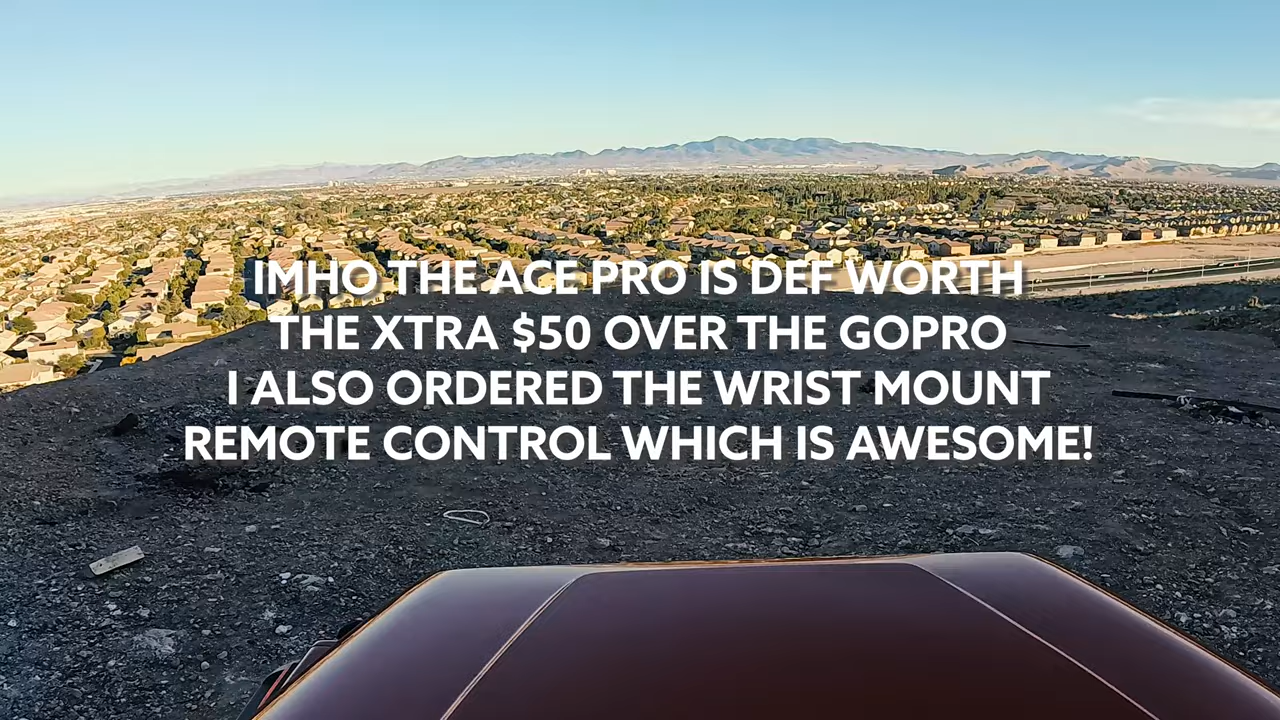 IMHO THE ACE PRO IS DEF WORTH
THE XTRA $50 OVER THE GOPRO
I ALSO ORDERED THE WRIST MOUNT
REMOTE CONTROL WHICH IS AWESOME!